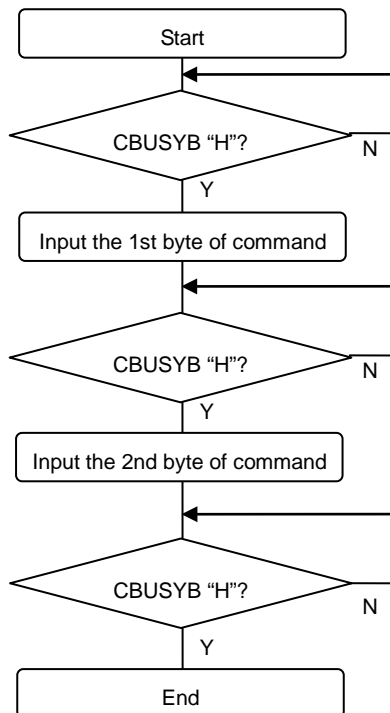 Start
CBUSYB “H”?
N
Y
Input the 1st byte of command
CBUSYB “H”?
N
Y
Input the 2nd byte of command
CBUSYB “H”?
N
Y
End